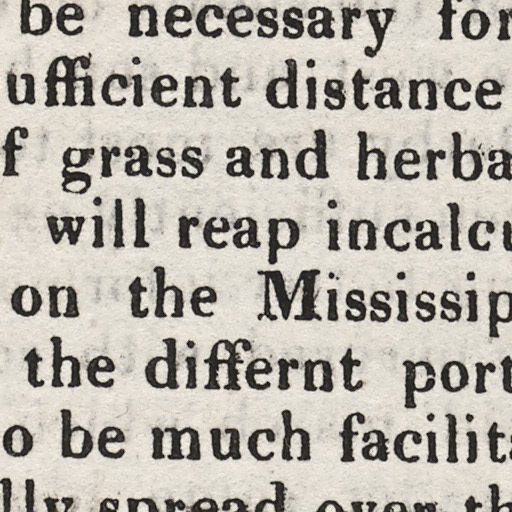 be necessary for
ufficient distance
f grass and herba
will reap incalcu
on the Mississip
the differnt port
o be much facilita
lly spread over th